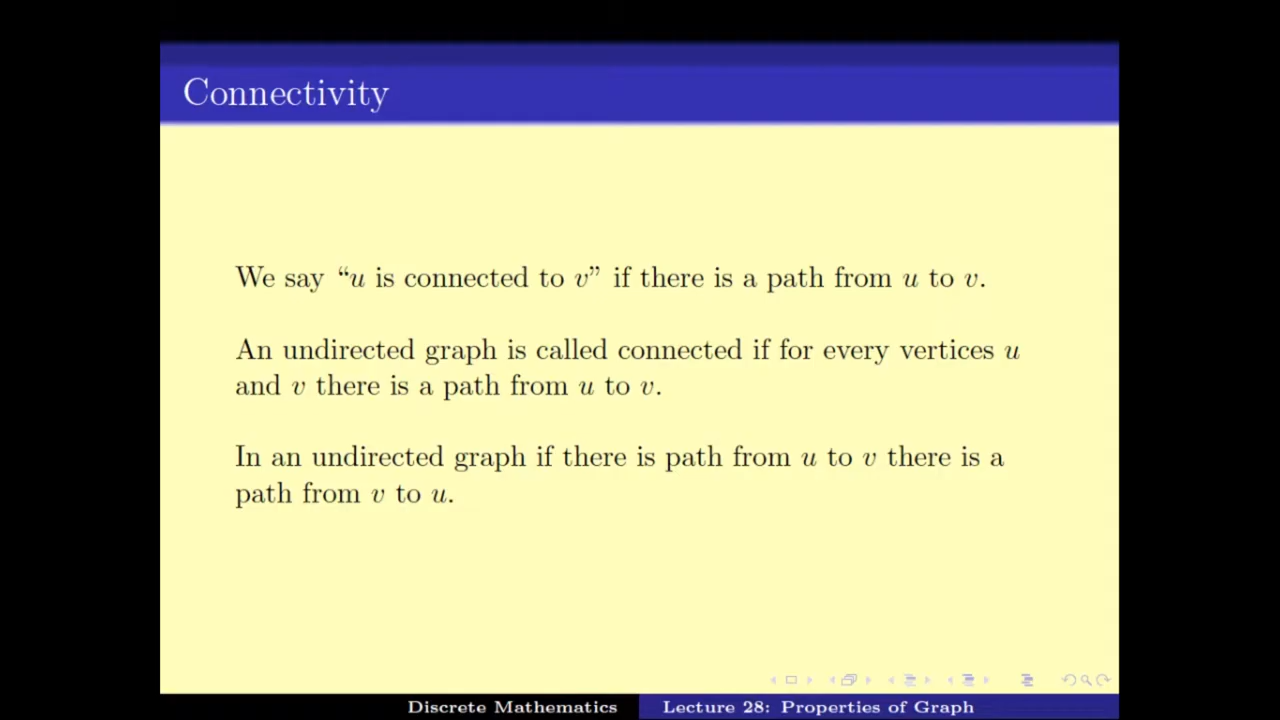 Connectivity
We say “u is connected to v” if there is a path from u to v.
An undirected graph is called connected if for every vertices u
and v there is a path from u to v.
In an undirected graph if there is path from u to v there is a
path from v to u.
Discrete Mathematics
Lecture 28: Properties of Graph